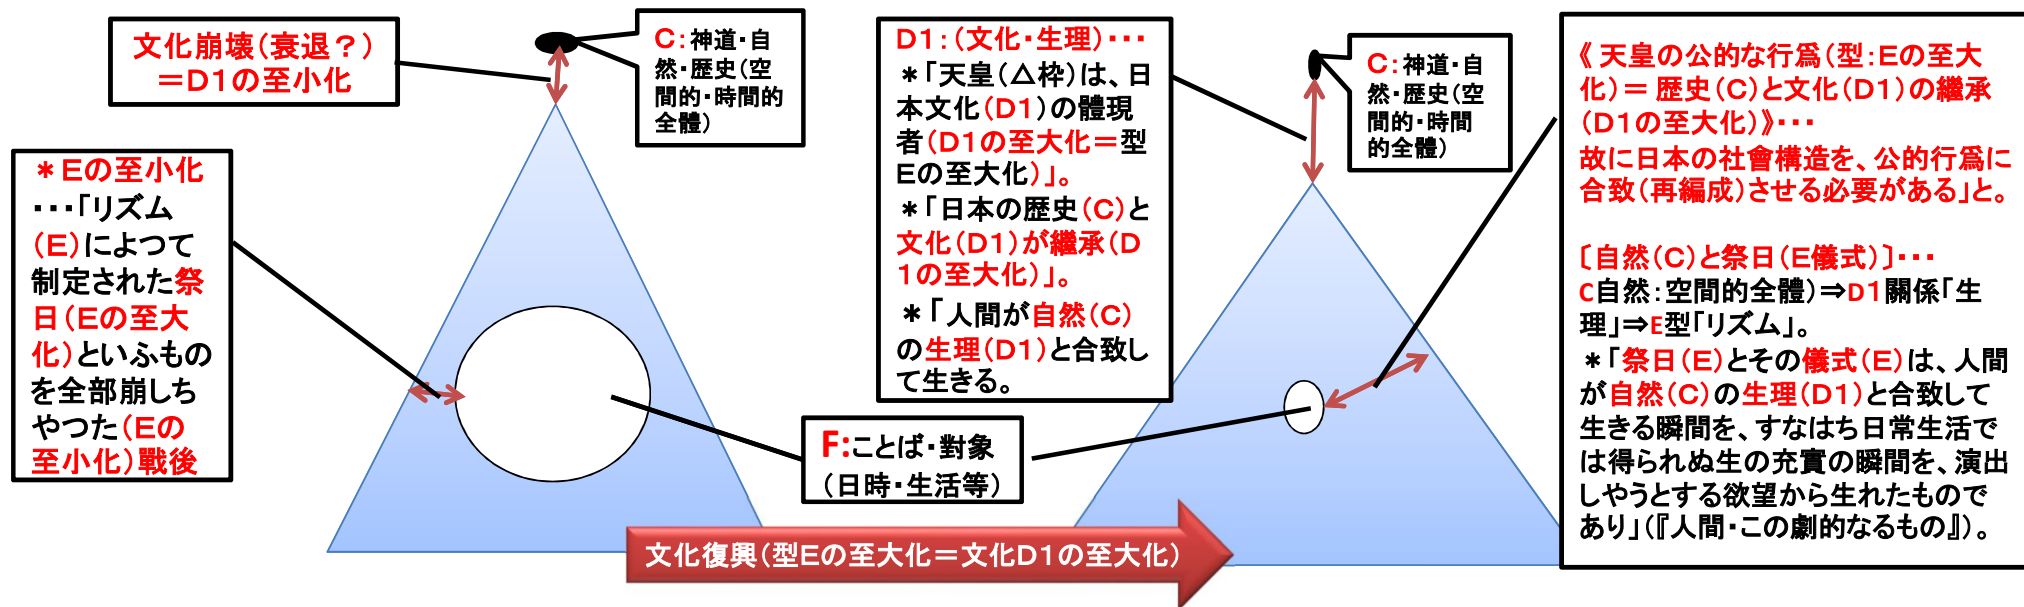 文化崩壊(衰退？)
＝D1の至小化
＊Eの至小化
・・・「リズム
(E)によつて
制定された祭
日(Eの至大
化)といふもの
を全部崩しち
やつた(Eの
至小化)戰後
C：神道・自
然・歴史(空
間的・時間的
全體)
D1：(文化・生理)・・・
＊「天皇(△枠)は、日
本文化(D1)の體現
者(D1の至大化＝型
Eの至大化)」。
＊「日本の歴史(C)と
文化(D1)が繼承(D
1の至大化)」。
＊「人間が自然(C)
の生理(D1)と合致し
て生きる。
F:ことば・對象
(日時・生活等)
C：神道・自
然・歴史(空
間的・時間
的全體)
《天皇の公的な行爲(型：Eの至大
化)＝歴史(C)と文化(D1)の繼承
(D1の至大化)》・・・
故に日本の社會構造を、公的行爲に
合致(再編成)させる必要がある」と。
〔自然(C)と祭日(E儀式)〕・・・
C自然：空間的全體)⇒D1關係「生
理」⇒E型「リズム」。
＊「祭日(E)とその儀式(E)は、人間
が自然(C)の生理(D1)と合致して
生きる瞬間を、すなはち日常生活で
は得られぬ生の充實の瞬間を、演出
しやうとする欲望から生れたもので
あり」(『人間・この劇的なるもの』)。
文化復興(型Eの至大化＝文化D1の至大化)